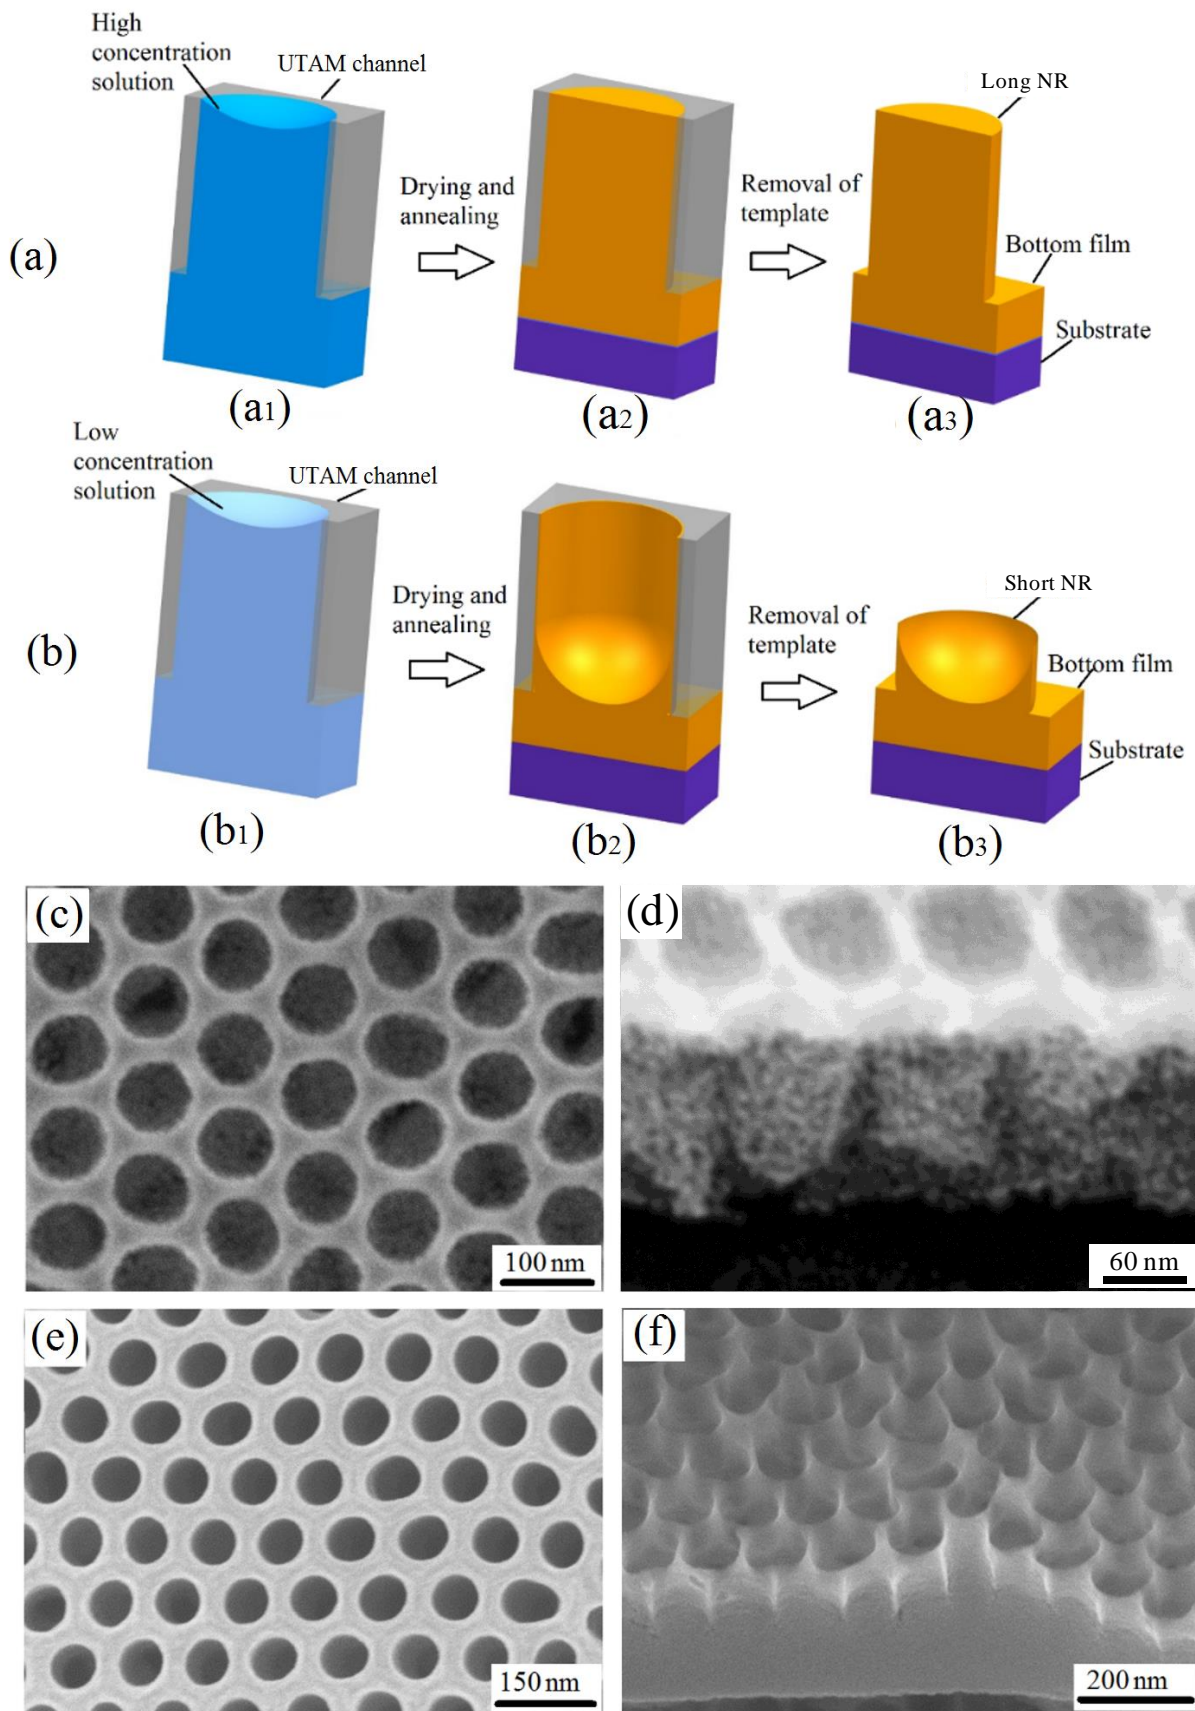 High
concentration
solution
UTAM channel
Long NR
Drying and
annealing
Removal of
template
Bottom film
Substrate
(a)
(a1)
(a2)
(a3)
Low
concentration
solution
UTAM channel
Short NR
Drying and
annealing
Removal of
template
Bottom film
Substrate
(b)
(b1)
(b2)
(b3)
(c)
100 nm
(d)
60 nm
(e)
150 nm
(f)
200 nm